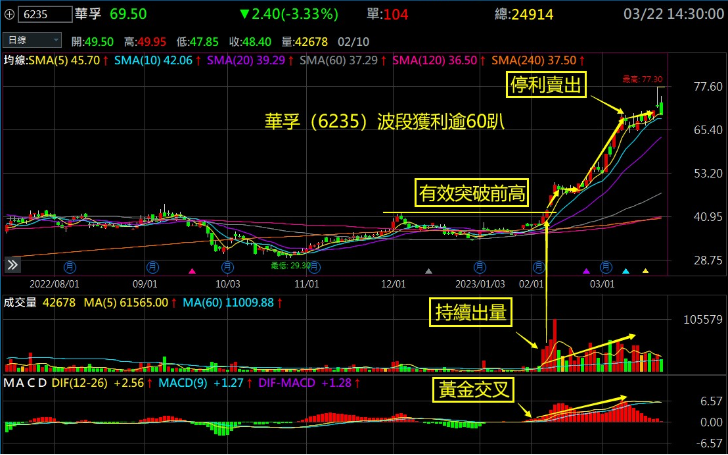 6235 華孚 69.50 ▼2.40(-3.33%) 單:104 總:24914 03/22 14:30:00
日線 開:49.50 高:49.95 低:47.85 收:48.40 量:42678 02/10
均線:SMA(5) 45.70↑ SMA(10) 42.06↑ SMA(20) 39.29↑ SMA(60) 37.29↑ SMA(120) 36.50↑ SMA(240) 37.50↑
最高: 77.30
停利賣出
77.60
華孚（6235）波段獲利逾60趴
65.40
53.20
有效突破前高
40.95
28.75
最低: 29.30
月 月 月 月 月 月 月
2022/08/01 09/01 10/03 11/01 12/01 2023/01/03 02/01 03/01
成交量 42678 MA(5) 61565.00↑ MA(60) 11009.88↑
持續出量
105579
MACD DIF(12-26) +2.56↑ MACD(9) +1.27↑ DIF-MACD +1.28↑
黃金交叉
6.57
0.00
-6.57